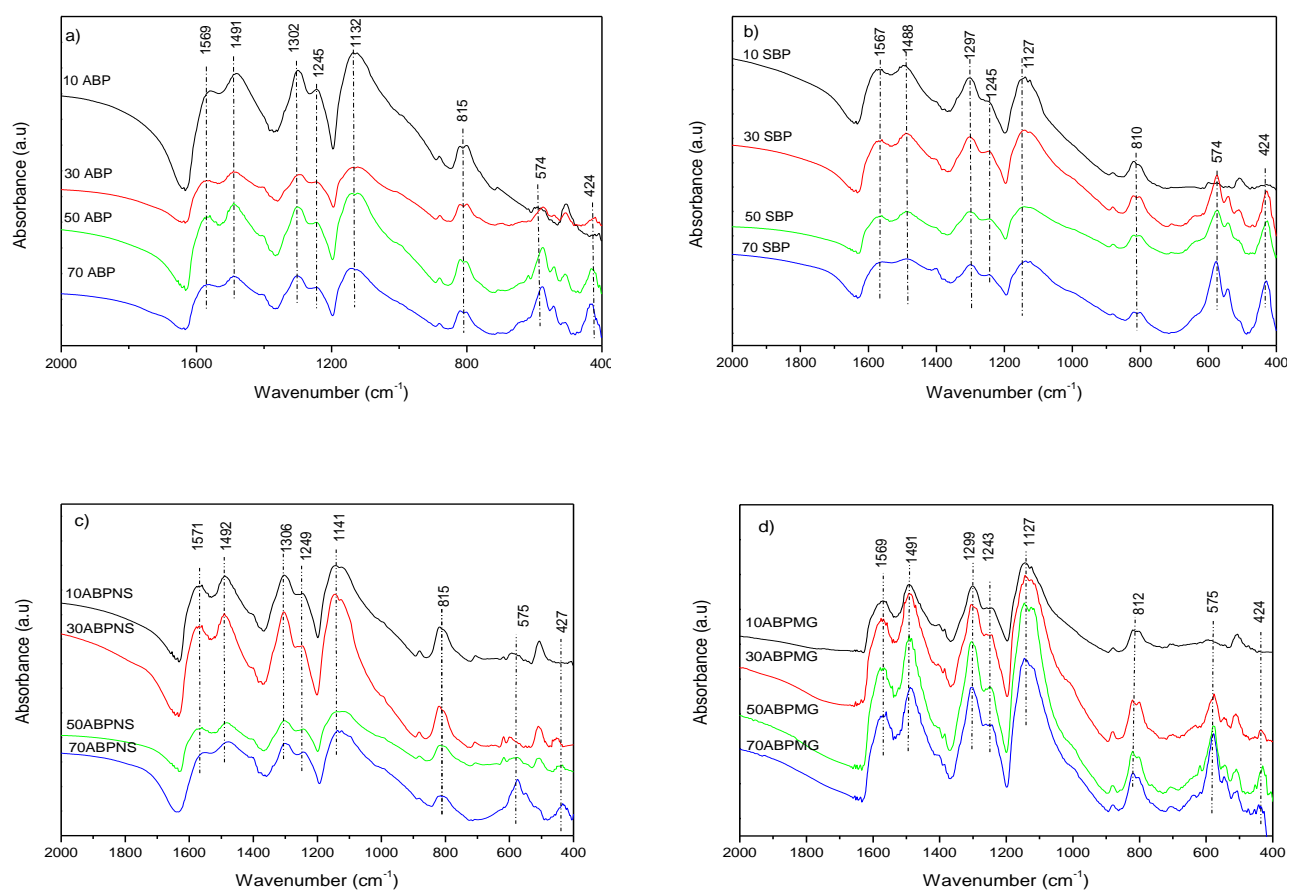 a)
1569
1491
1302
1245
1132
815
574
424
10 ABP
30 ABP
50 ABP
70 ABP
Absorbance (a.u)
2000 1600 1200 800 400
Wavenumber (cm⁻¹)
b)
1567
1488
1297
1245
1127
810
574
424
10 SBP
30 SBP
50 SBP
70 SBP
Absorbance (a.u)
2000 1800 1600 1400 1200 1000 800 600 400
Wavenumber (cm⁻¹)
c)
1571
1492
1306
1249
1141
815
575
427
10ABPNS
30ABPNS
50ABPNS
70ABPNS
Absorbance (a.u)
2000 1800 1600 1400 1200 1000 800 600 400
Wavenumber (cm⁻¹)
d)
1569
1491
1299
1243
1127
812
575
424
10ABPMG
30ABPMG
50ABPMG
70ABPMG
Absorbance (a.u)
2000 1800 1600 1400 1200 1000 800 600 400
Wavenumber (cm⁻¹)